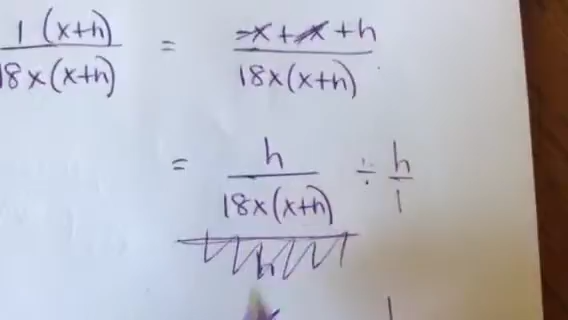 1 (x+h) / 18x(x+h) = -x + x + h / 18x(x+h)
= h / 18x(x+h) ÷ h / 1
h